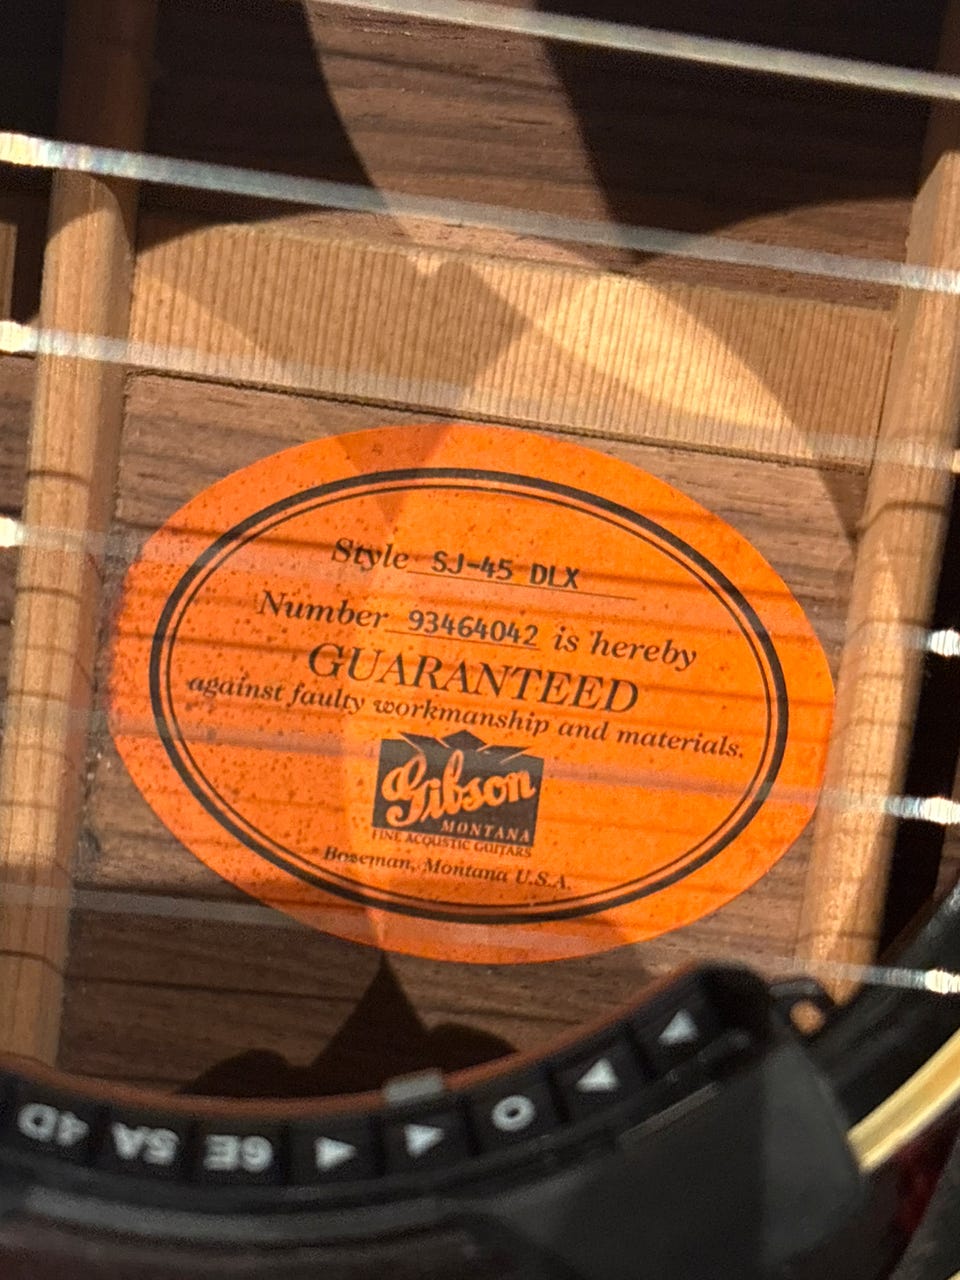 Style SJ-45 DLX
Number 93464042 is hereby
GUARANTEED
against faulty workmanship and materials.
Gibson
MONTANA
FINE ACOUSTIC GUITARS
Bozeman, Montana U.S.A.
4D 5A 6E